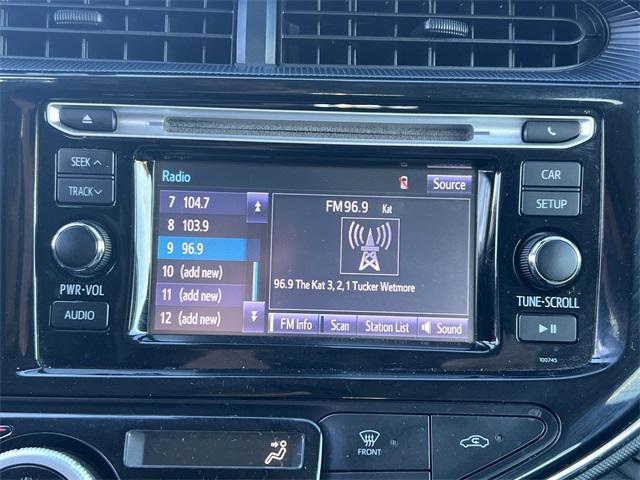 SEEK
TRACK
PWR•VOL
AUDIO
Radio
Source
7 104.7
8 103.9
9 96.9
10 (add new)
11 (add new)
12 (add new)
FM 96.9 Kat
96.9 The Kat 3, 2, 1 Tucker Wetmore
FM Info Scan Station List Sound
CAR
SETUP
TUNE•SCROLL
100745
FRONT